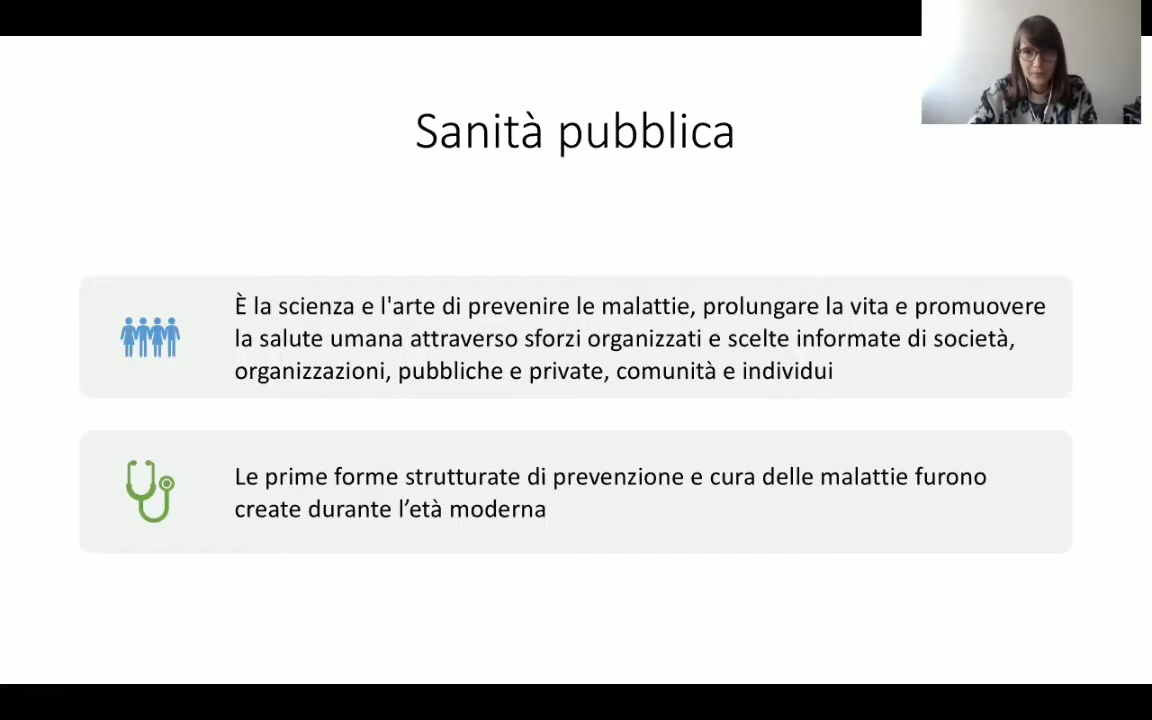 Sanità pubblica
È la scienza e l'arte di prevenire le malattie, prolungare la vita e promuovere
la salute umana attraverso sforzi organizzati e scelte informate di società,
organizzazioni, pubbliche e private, comunità e individui
Le prime forme strutturate di prevenzione e cura delle malattie furono
create durante l’età moderna